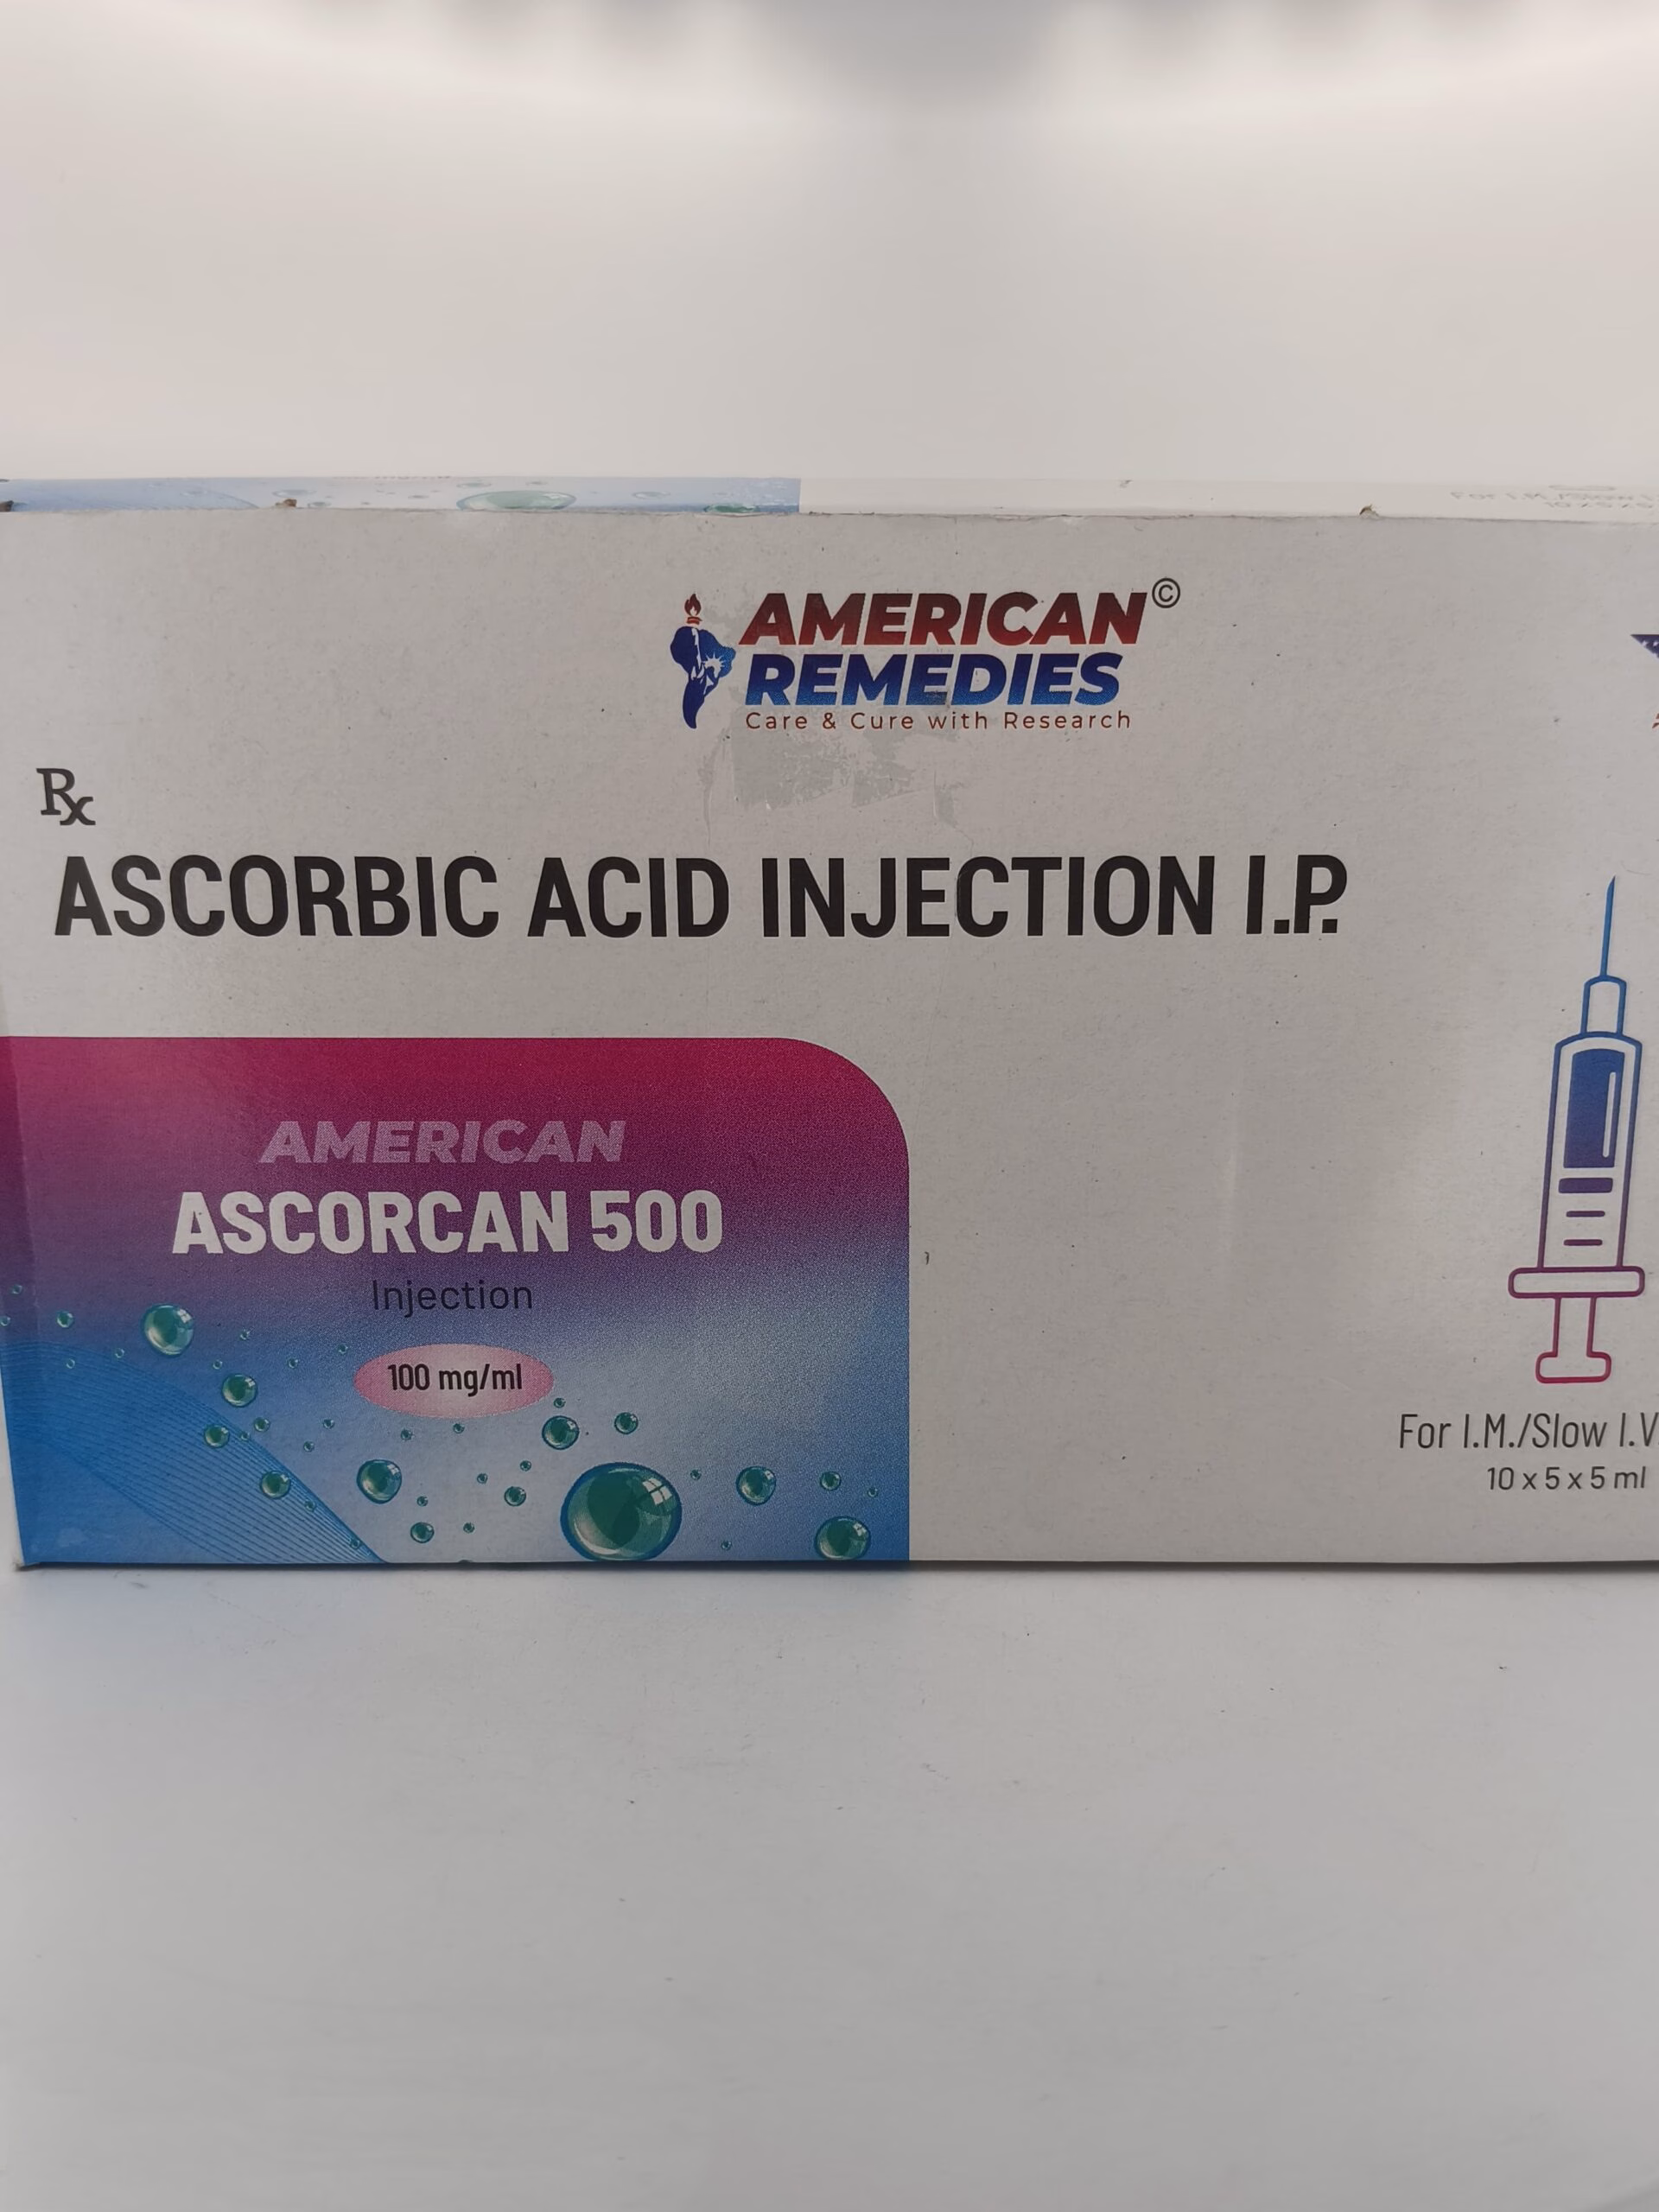 AMERICAN©
REMEDIES
Care & Cure with Research
Rx
ASCORBIC ACID INJECTION I.P.
AMERICAN
ASCORCAN 500
Injection
100 mg/ml
For I.M./Slow I.V
10 x 5 x 5 ml